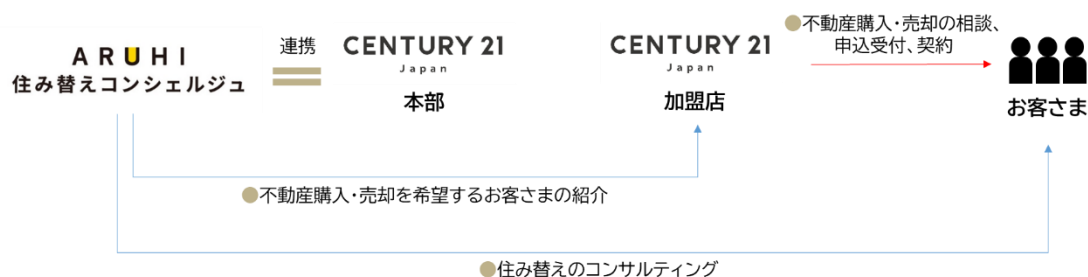 ARUHI
住み替えコンシェルジュ
連携
CENTURY 21
Japan
本部
CENTURY 21
Japan
加盟店
●不動産購入・売却の相談、
申込受付、契約
お客さま
●不動産購入・売却を希望するお客さまの紹介
●住み替えのコンサルティング